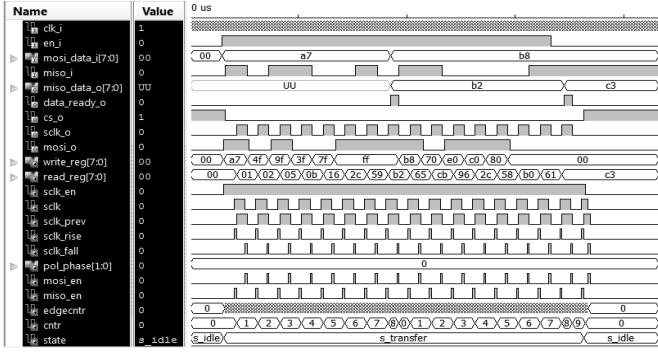 Name Value 0 us
clk_i 1
en_i 0
mosi_data_i[7:0] 00 00 a7 b8
miso_i 0
miso_data_o[7:0] UU UU b2 c3
data_ready_o 0
cs_o 1
sclk_o 0
mosi_o 0
write_reg[7:0] 00 00 a7 4f 9f 3f 7f ff b8 70 e0 c0 80 00
read_reg[7:0] 00 00 01 02 05 0b 16 2c 59 b2 65 cb 96 2c 58 b0 61 c3
sclk_en 0
sclk 0
sclk_prev 0
sclk_rise 0
sclk_fall 0
pol_phase[1:0] 0 0
mosi_en 0
miso_en 0
edgecntr 0 0 0
cntr 0 0 1 2 3 4 5 6 7 8 0 1 2 3 4 5 6 7 8 9 0
state s_idle s_idle s_transfer s_idle